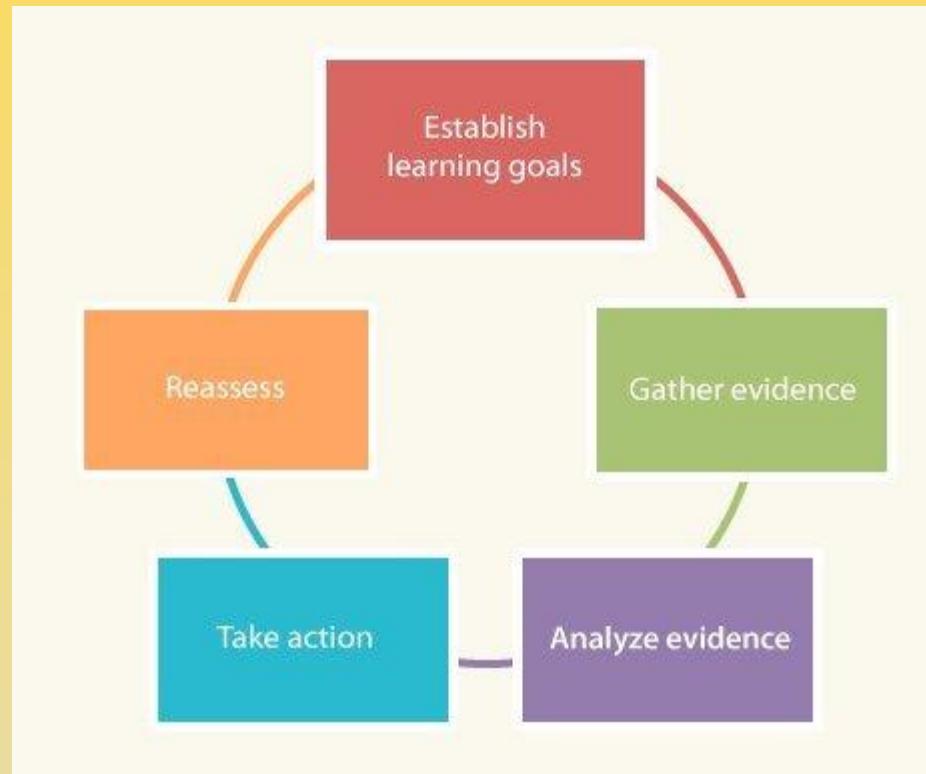 Establish
learning goals
Gather evidence
Analyze evidence
Take action
Reassess